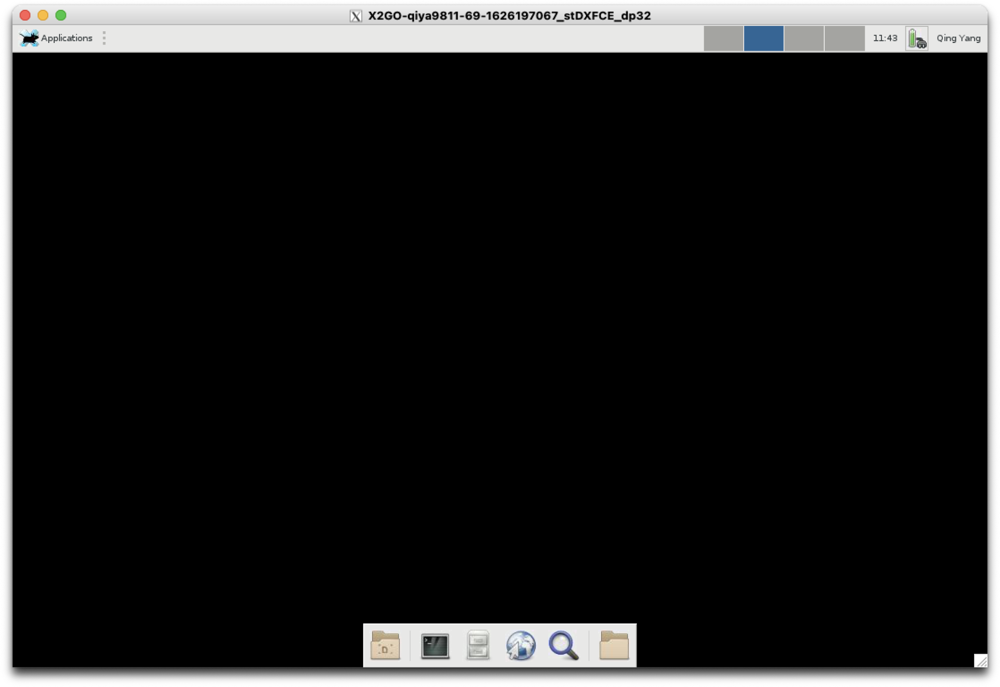 X2GO-qiya9811-69-1626197067_stDXFCE_dp32
Applications
11:43
Qing Yang
D